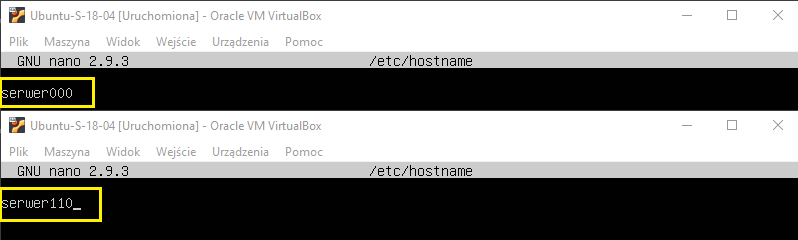 Ubuntu-S-18-04 [Uruchomiona] - Oracle VM VirtualBox
Plik Maszyna Widok Wejście Urządzenia Pomoc
GNU nano 2.9.3 /etc/hostname
serwer000
Ubuntu-S-18-04 [Uruchomiona] - Oracle VM VirtualBox
Plik Maszyna Widok Wejście Urządzenia Pomoc
GNU nano 2.9.3 /etc/hostname
serwer110_